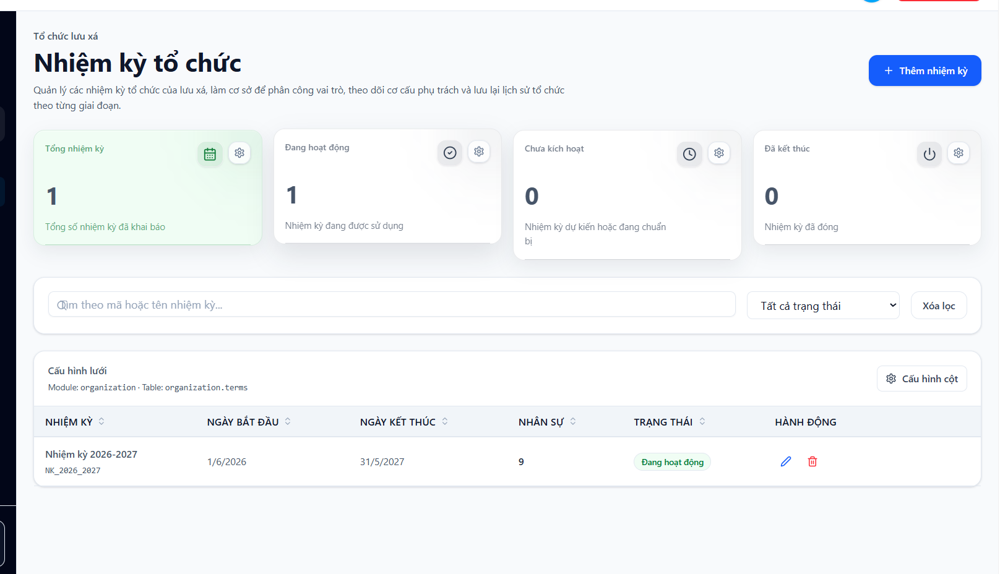 Tổ chức lưu xá
Nhiệm kỳ tổ chức
Quản lý các nhiệm kỳ tổ chức của lưu xá, làm cơ sở để phân công vai trò, theo dõi cơ cấu phụ trách và lưu lại lịch sử tổ chức
theo từng giai đoạn.
+ Thêm nhiệm kỳ
Tổng nhiệm kỳ
1
Tổng số nhiệm kỳ đã khai báo
Đang hoạt động
1
Nhiệm kỳ đang được sử dụng
Chưa kích hoạt
0
Nhiệm kỳ dự kiến hoặc đang chuẩn
bị
Đã kết thúc
0
Nhiệm kỳ đã đóng
Tìm theo mã hoặc tên nhiệm kỳ...
Tất cả trạng thái
Xóa lọc
Cấu hình lưới
Module: organization · Table: organization.terms
Cấu hình cột
NHIỆM KỲ
NGÀY BẮT ĐẦU
NGÀY KẾT THÚC
NHÂN SỰ
TRẠNG THÁI
HÀNH ĐỘNG
Nhiệm kỳ 2026-2027
NK_2026_2027
1/6/2026
31/5/2027
9
Đang hoạt động